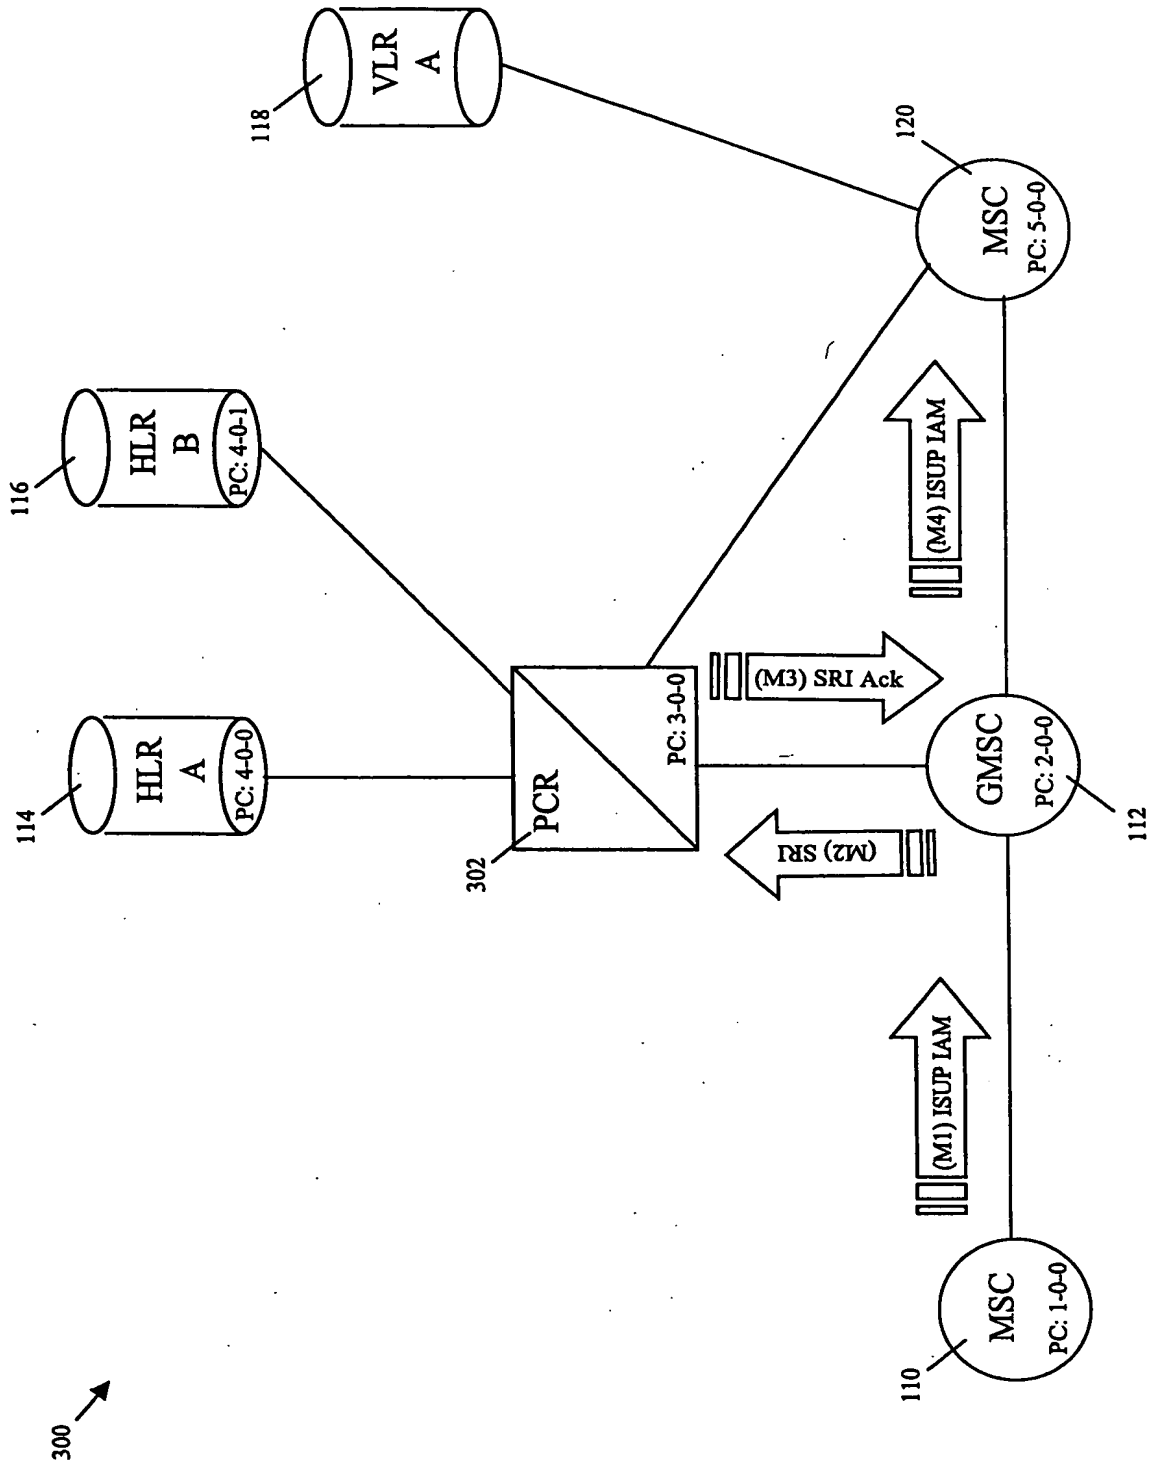 300
114
HLR
A
PC: 4-0-0
116
HLR
B
PC: 4-0-1
118
VLR
A
302
PCR
PC: 3-0-0
(M2) SRI
(M3) SRI Ack
(M1) ISUP IAM
(M4) ISUP IAM
110
MSC
PC: 1-0-0
GMSC
PC: 2-0-0
112
120
MSC
PC: 5-0-0